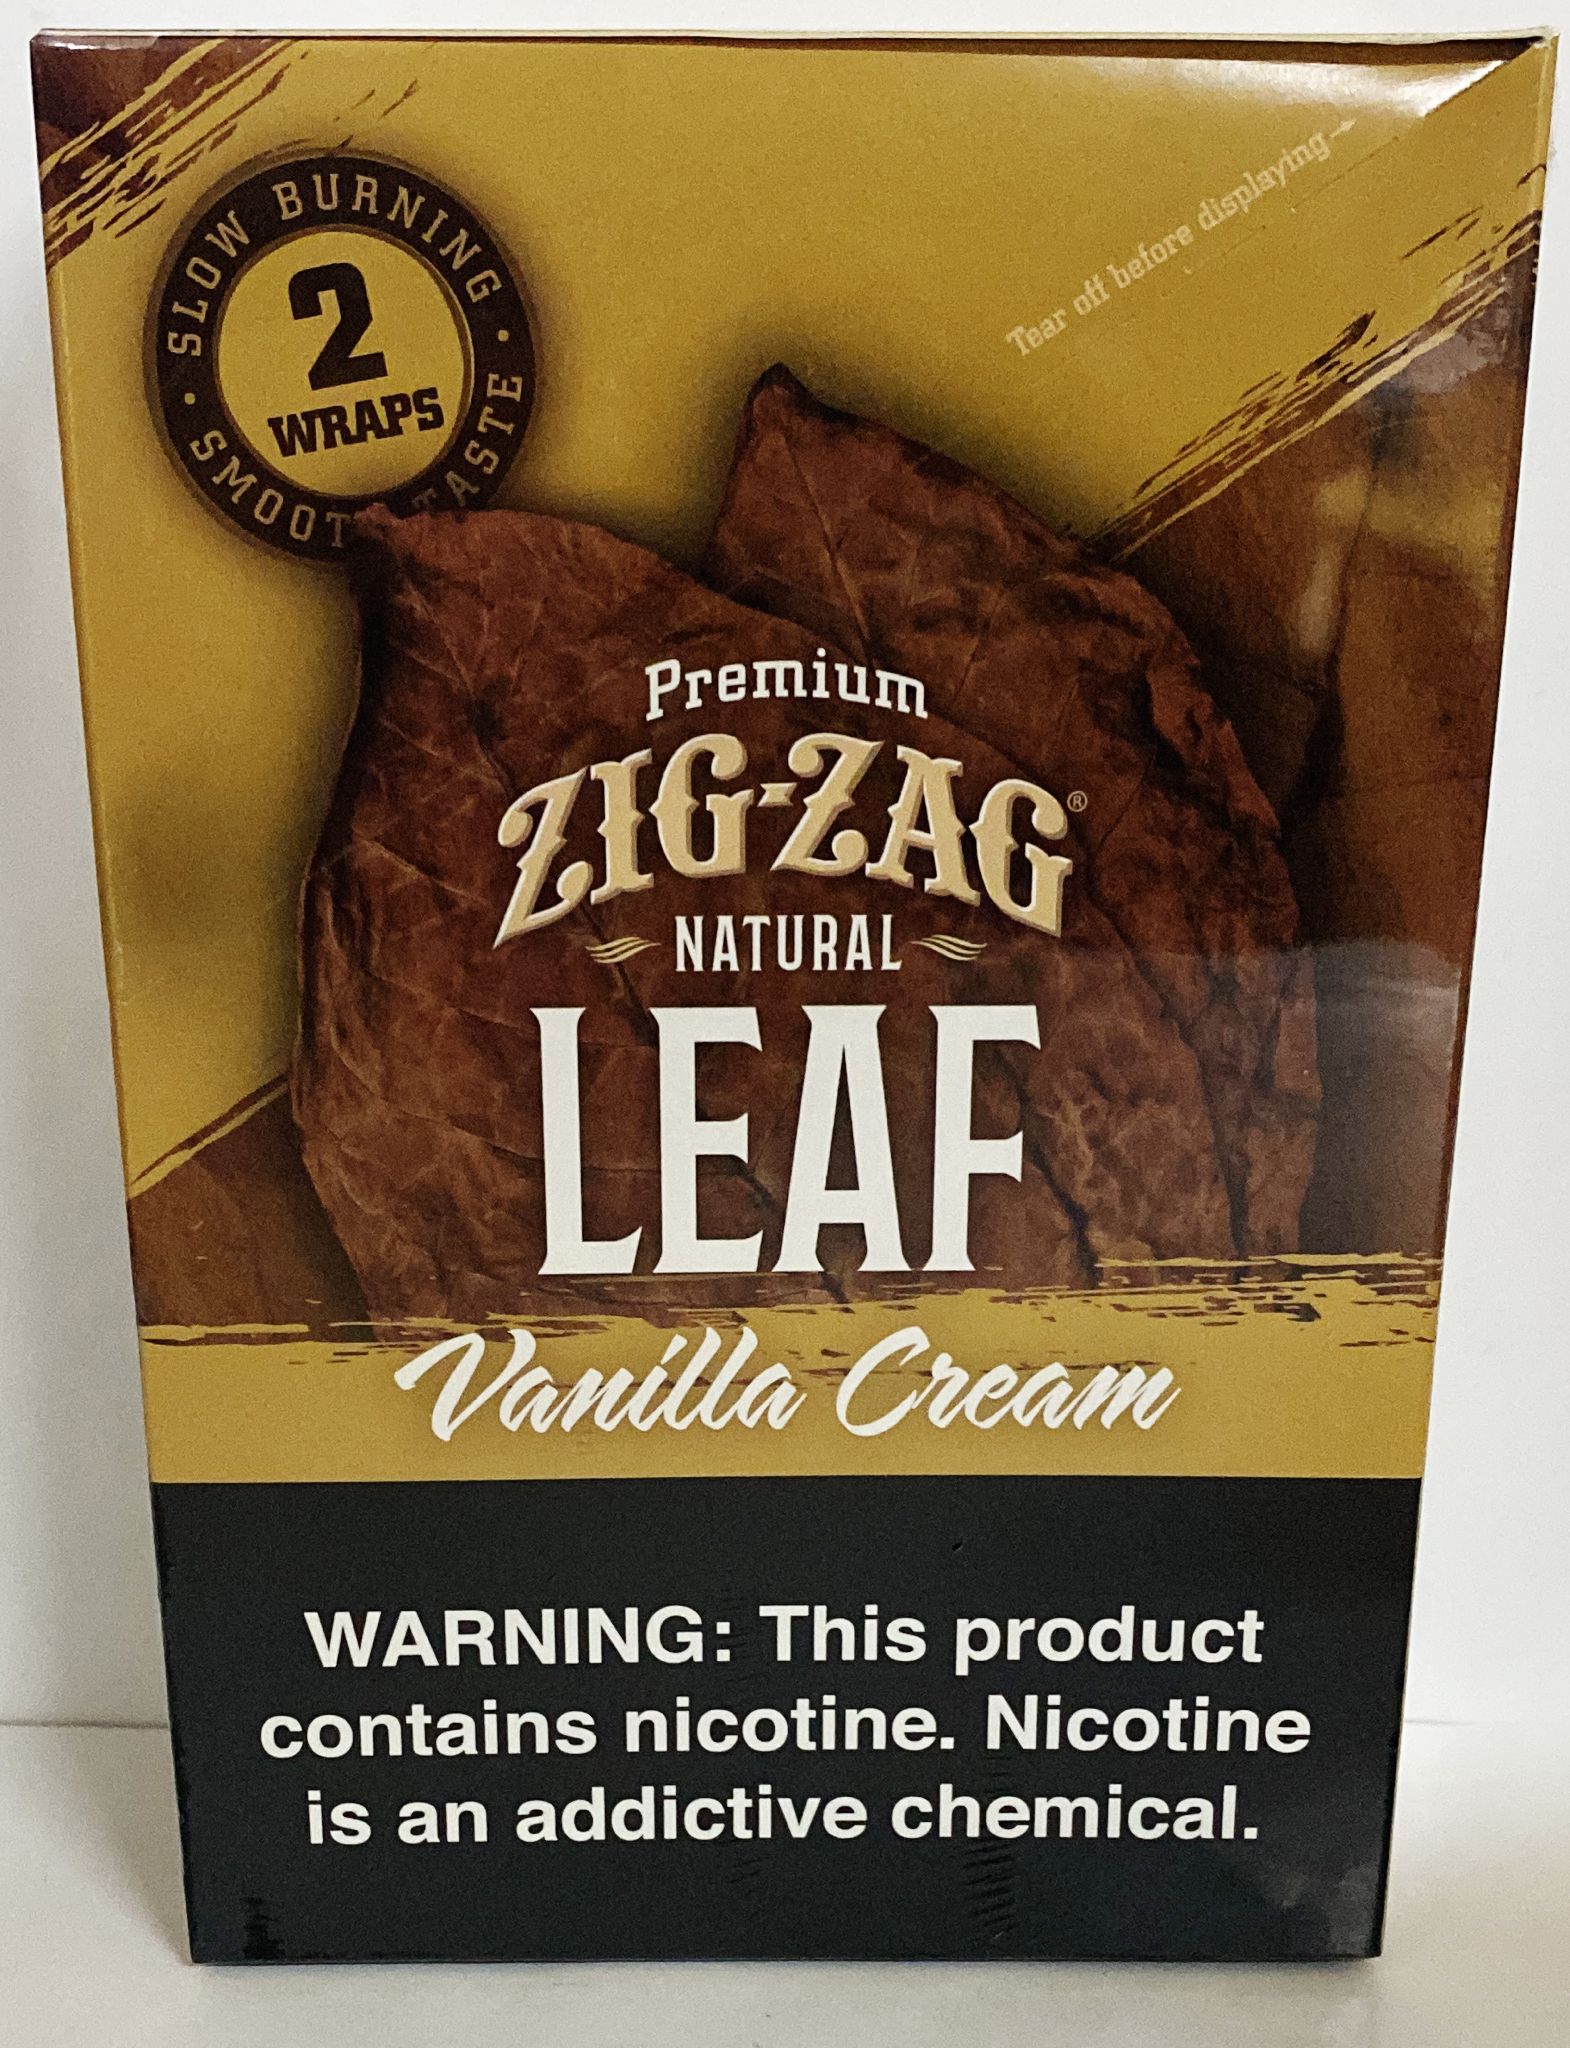 SLOW BURNING
2
WRAPS
SMOOT TASTE
Tear off before displaying
Premium
ZIG-ZAG®
NATURAL
LEAF
Vanilla Cream
WARNING: This product
contains nicotine. Nicotine
is an addictive chemical.